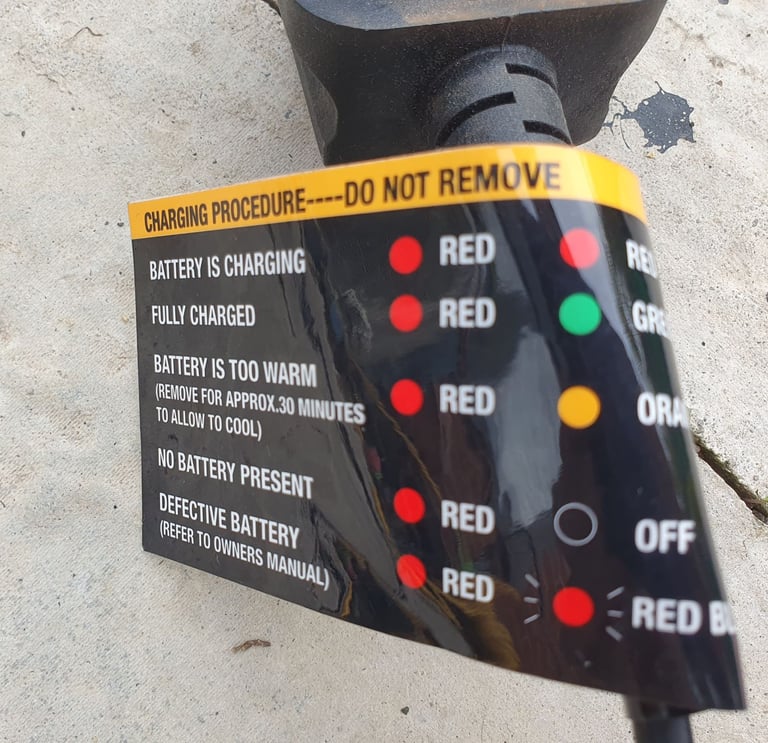 CHARGING PROCEDURE----DO NOT REMOVE
BATTERY IS CHARGING RED RED
FULLY CHARGED RED
BATTERY IS TOO WARM
(REMOVE FOR APPROX.30 MINUTES RED
TO ALLOW TO COOL)
NO BATTERY PRESENT RED OFF
DEFECTIVE BATTERY RED RED
(REFER TO OWNERS MANUAL)